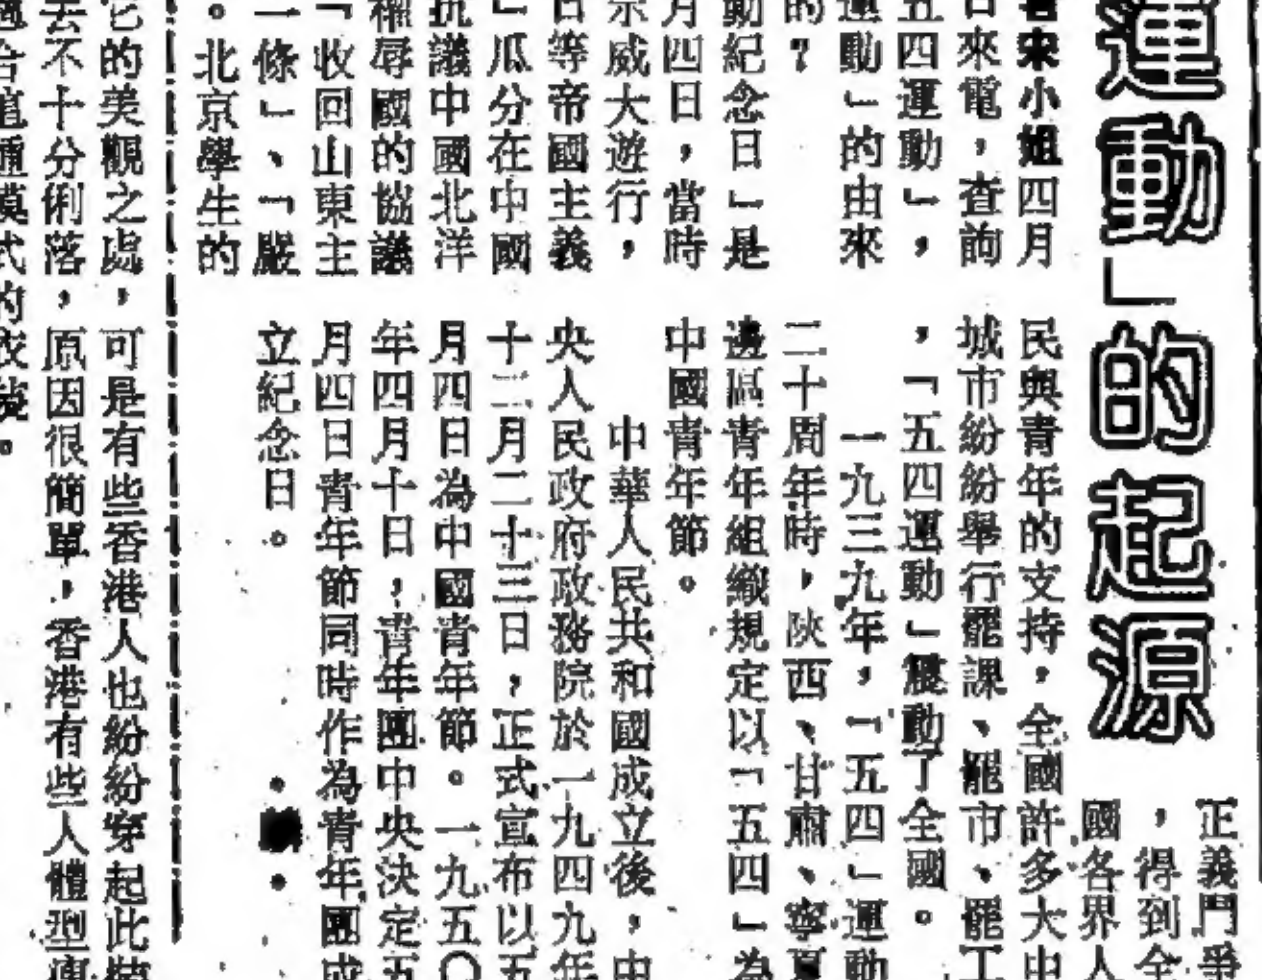 運動」的起源
宋小姐四月
日來電，查詢
五四運動」，
運動」的由來
的？
動紀念日」是
月四日，當時
示威大遊行，
日等帝國主義
」瓜分在中國
抗議中國北洋
權辱國的協議
「收回山東主
一條」、「嚴
。北京學生的
正義鬥爭
，得到全
國各界人
民與青年的支持，全國許多大中
城市紛紛舉行罷課、罷市、罷工
，「五四運動」震動了全國。
一九三九年，「五四」運動
二十周年時，陝西、甘肅、寧夏
邊區青年組織規定以「五四」為
中國青年節。
中華人民共和國成立後，中
央人民政府政務院於一九四九年
十二月二十三日，正式宣布以五
月四日為中國青年節。一九五〇
年四月十日，青年團中央決定五
月四日青年節同時作為青年團成
立紀念日。
它的美觀之處，可是有些香港人也紛紛穿起此裝
去不十分俐落，原因很簡單，香港有些人體型
模式的